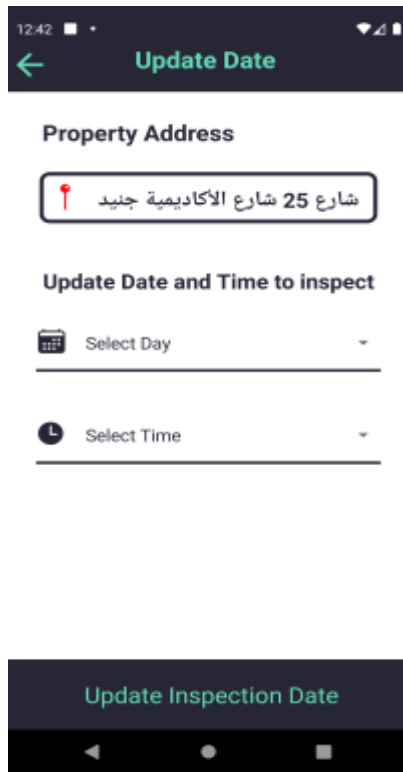 12:42
Update Date
Property Address
شارع 25 شارع الأكاديمية جنيد
Update Date and Time to inspect
Select Day
Select Time
Update Inspection Date